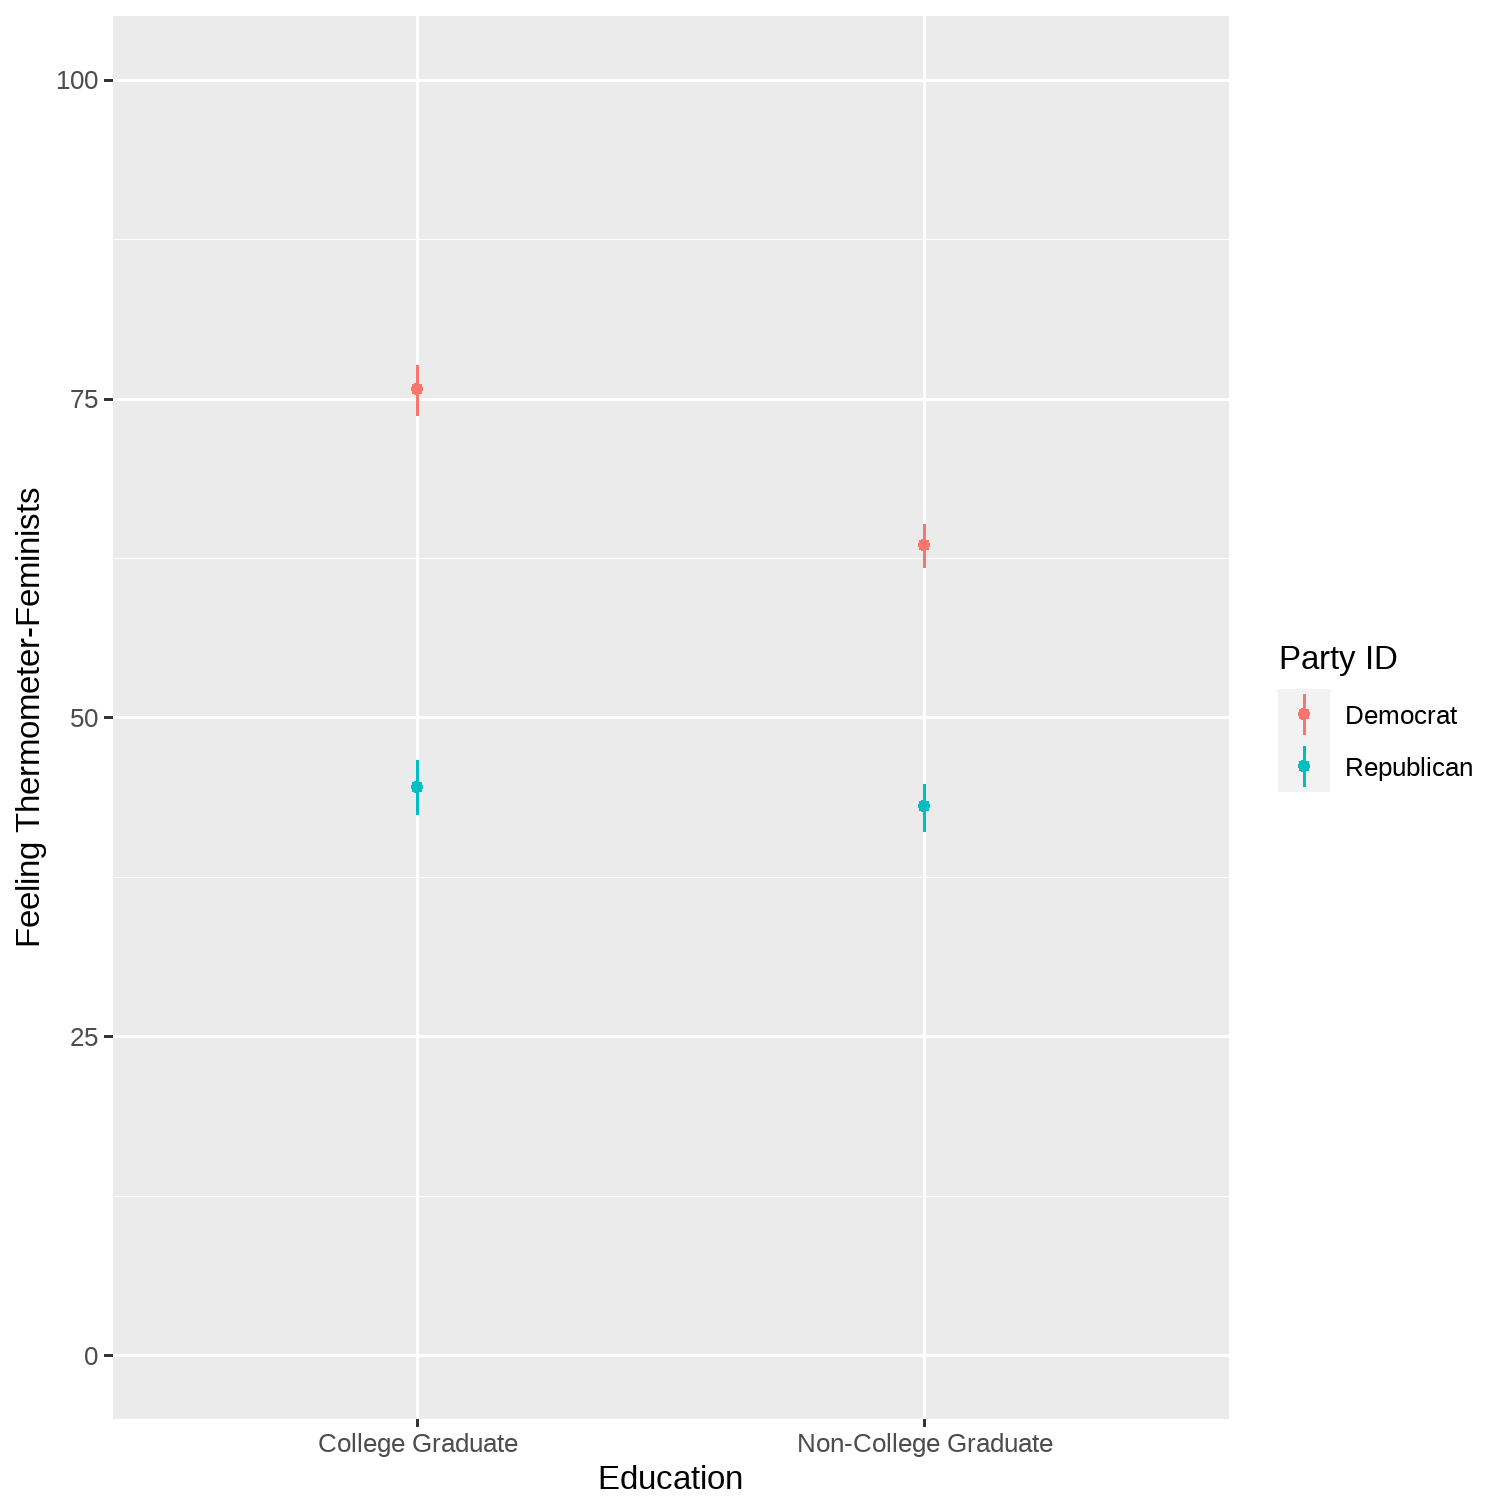 100
75
50
25
0
Feeling Thermometer-Feminists
College Graduate
Non-College Graduate
Education
Party ID
Democrat
Republican